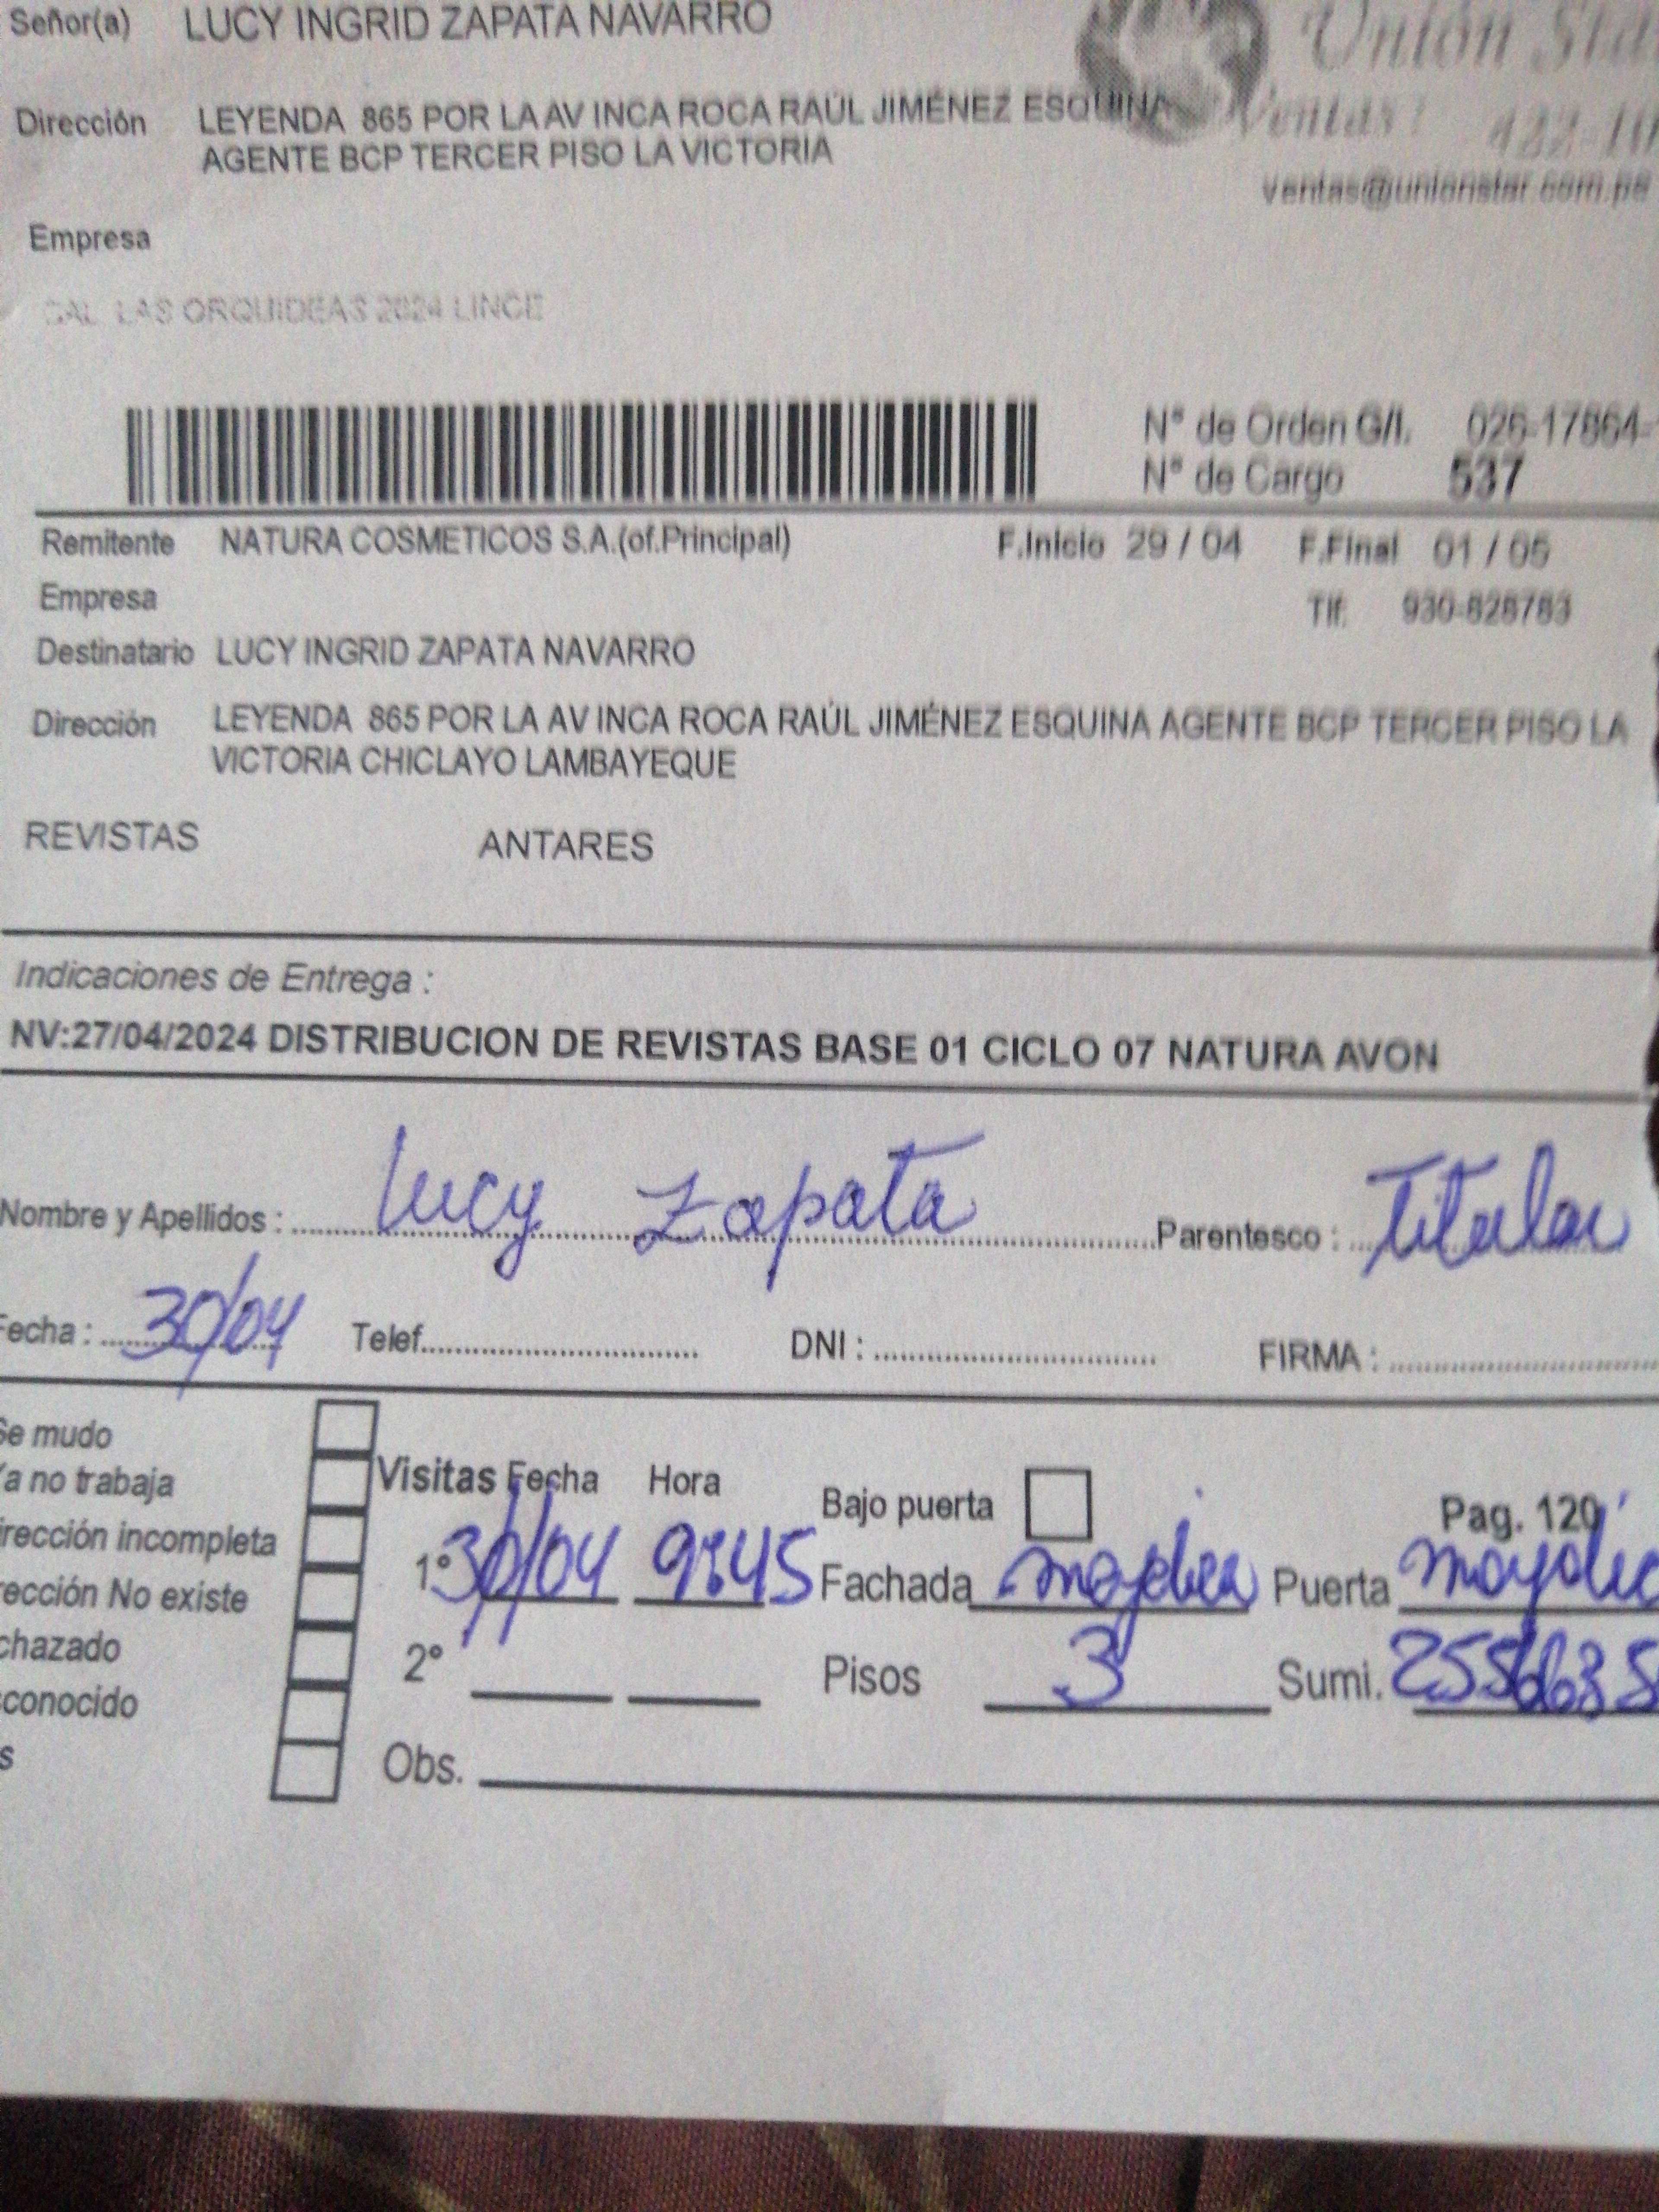 Señor(a) LUCY INGRID ZAPATA NAVARRO
Unión Sta
Dirección LEYENDA 865 POR LA AV INCA ROCA RAÚL JIMÉNEZ ESQUINA
AGENTE BCP TERCER PISO LA VICTORIA
Ventas: 422-10
ventas@unionstar.com.pe
Empresa
CAL LAS ORQUIDEAS 2624 LINCE
N° de Orden G/I. 026-17864-
N° de Cargo 537
Remitente NATURA COSMETICOS S.A.(of.Principal) F.Inicio 29 / 04 F.Final 01 / 05
Empresa Tlf. 930-828783
Destinatario LUCY INGRID ZAPATA NAVARRO
Dirección LEYENDA 865 POR LA AV INCA ROCA RAÚL JIMÉNEZ ESQUINA AGENTE BCP TERCER PISO LA
VICTORIA CHICLAYO LAMBAYEQUE
REVISTAS ANTARES
Indicaciones de Entrega :
NV:27/04/2024 DISTRIBUCION DE REVISTAS BASE 01 CICLO 07 NATURA AVON
Nombre y Apellidos : Lucy Zapata Parentesco : Titular
Fecha : 30/04 Telef. DNI : FIRMA :
Se mudo
Ya no trabaja Visitas Fecha Hora Bajo puerta Pag. 120
irección incompleta 1° 30/04 9:45 Fachada Puerta
rección No existe
chazado 2° Pisos 3 Sumi.
sconocido
s Obs.